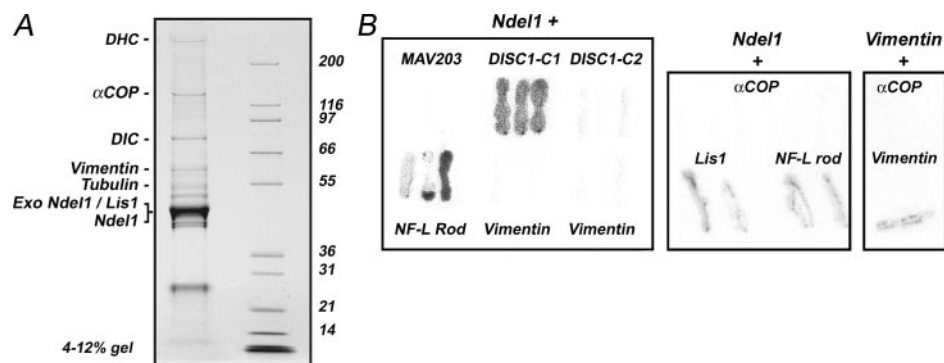 A
DHC -
αCOP -
DIC -
Vimentin -
Tubulin -
Exo Ndel1 / Lis1
Ndel1
4-12% gel
200
116
97
66
55
36
31
21
14
B
Ndel1 +
MAV203 DISC1-C1 DISC1-C2
NF-L Rod Vimentin Vimentin
Ndel1
+
αCOP
Lis1 NF-L rod
Vimentin
+
αCOP
Vimentin